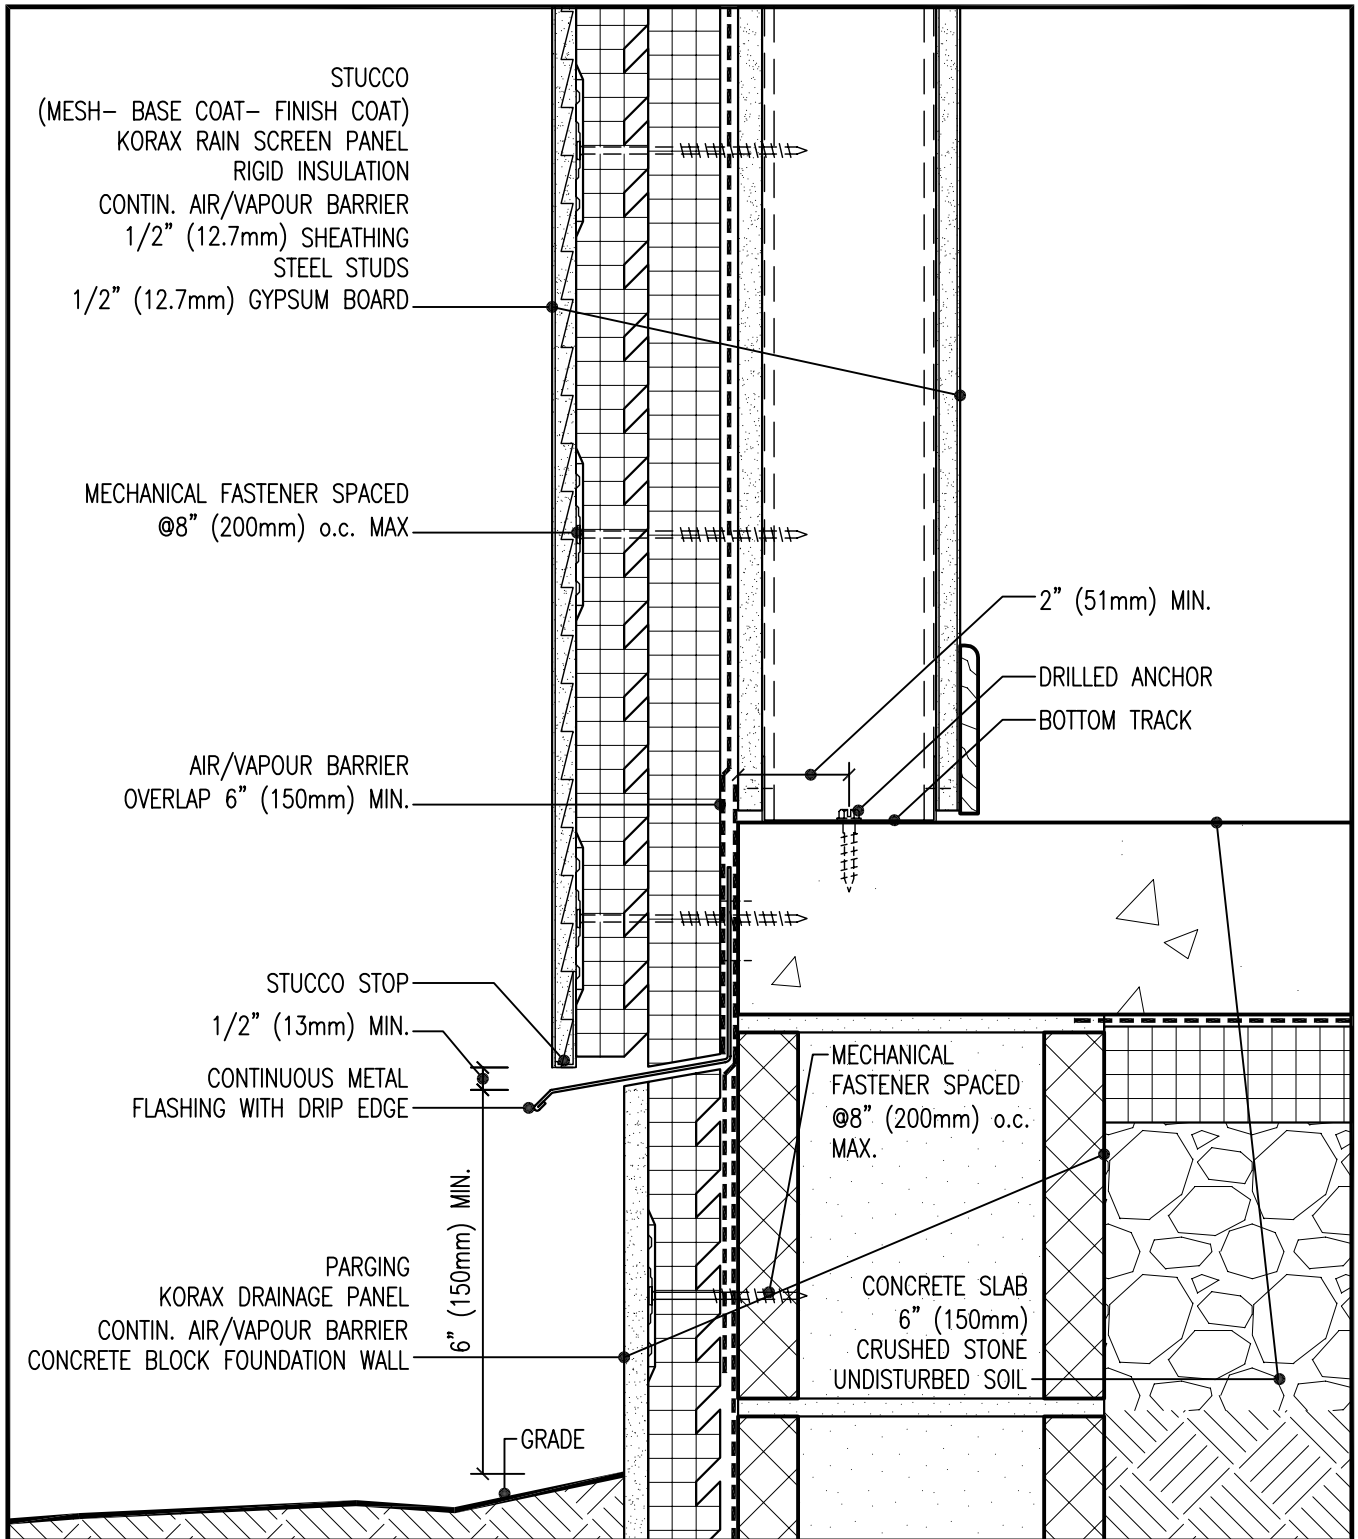 STUCCO
(MESH- BASE COAT- FINISH COAT)
KORAX RAIN SCREEN PANEL
RIGID INSULATION
CONTIN. AIR/VAPOUR BARRIER
1/2" (12.7mm) SHEATHING
STEEL STUDS
1/2" (12.7mm) GYPSUM BOARD
MECHANICAL FASTENER SPACED
@8" (200mm) o.c. MAX
2" (51mm) MIN.
DRILLED ANCHOR
BOTTOM TRACK
AIR/VAPOUR BARRIER
OVERLAP 6" (150mm) MIN.
STUCCO STOP
1/2" (13mm) MIN.
CONTINUOUS METAL
FLASHING WITH DRIP EDGE
MECHANICAL
FASTENER SPACED
@8" (200mm) o.c.
MAX.
6" (150mm) MIN.
PARGING
KORAX DRAINAGE PANEL
CONTIN. AIR/VAPOUR BARRIER
CONCRETE BLOCK FOUNDATION WALL
CONCRETE SLAB
6" (150mm)
CRUSHED STONE
UNDISTURBED SOIL
GRADE